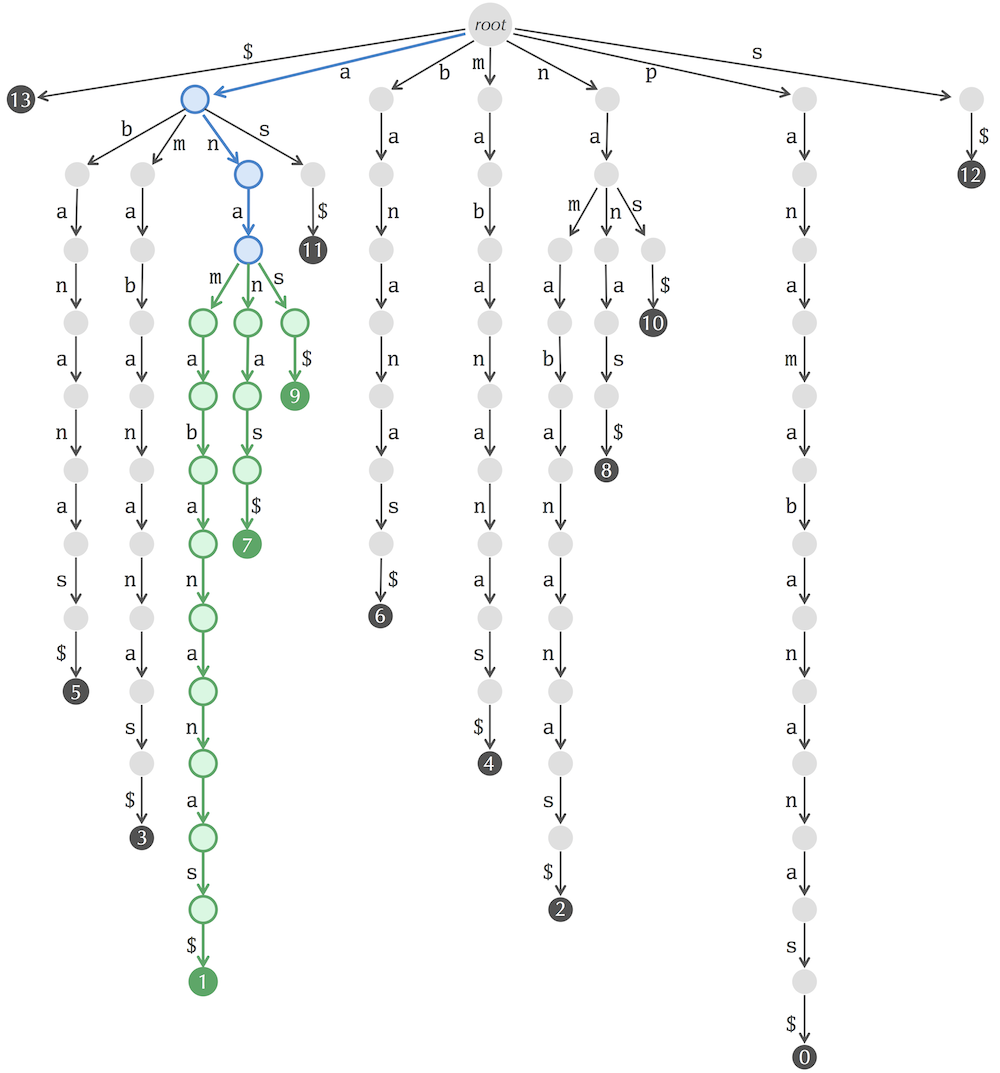 root
$ a b m n p s
13
b m n s a a a a $
12
a a a $ n b m n s n
11
n b m n s a a a a $ a
10
a a a a $ n n b s m
9
n n b s a a a $ a
8
a a a $ s n n b
7
s n n $ a a a
6
$ a a s n n
5
s n $ a a
4
$ a s n
3
s $ a
2
$ s
1
$
0